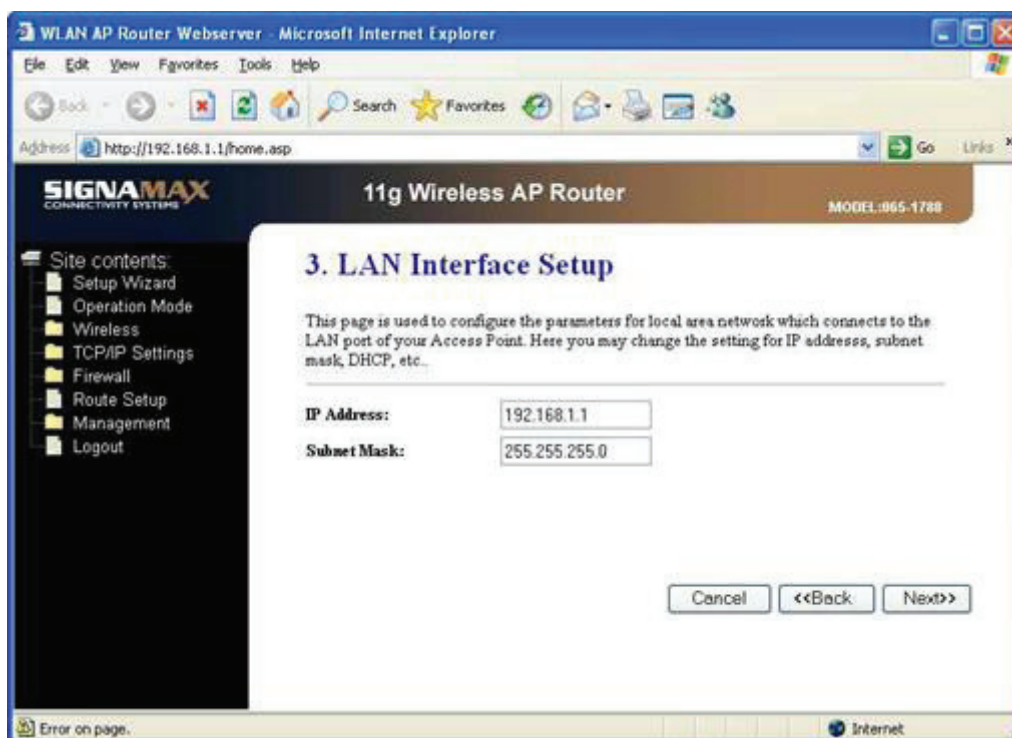 WLAN AP Router Webserver - Microsoft Internet Explorer
File Edit View Favorites Tools Help
Back Search Favorites
Address http://192.168.1.1/home.asp Go Links »
SIGNAMAX
CONNECTIVITY SYSTEMS
11g Wireless AP Router
MODEL:065-1788
Site contents:
Setup Wizard
Operation Mode
Wireless
TCP/IP Settings
Firewall
Route Setup
Management
Logout
3. LAN Interface Setup
This page is used to configure the parameters for local area network which connects to the
LAN port of your Access Point. Here you may change the setting for IP addresss, subnet
mask, DHCP, etc..
IP Address: 192.168.1.1
Subnet Mask: 255.255.255.0
Cancel <<Back Next>>
Error on page. Internet